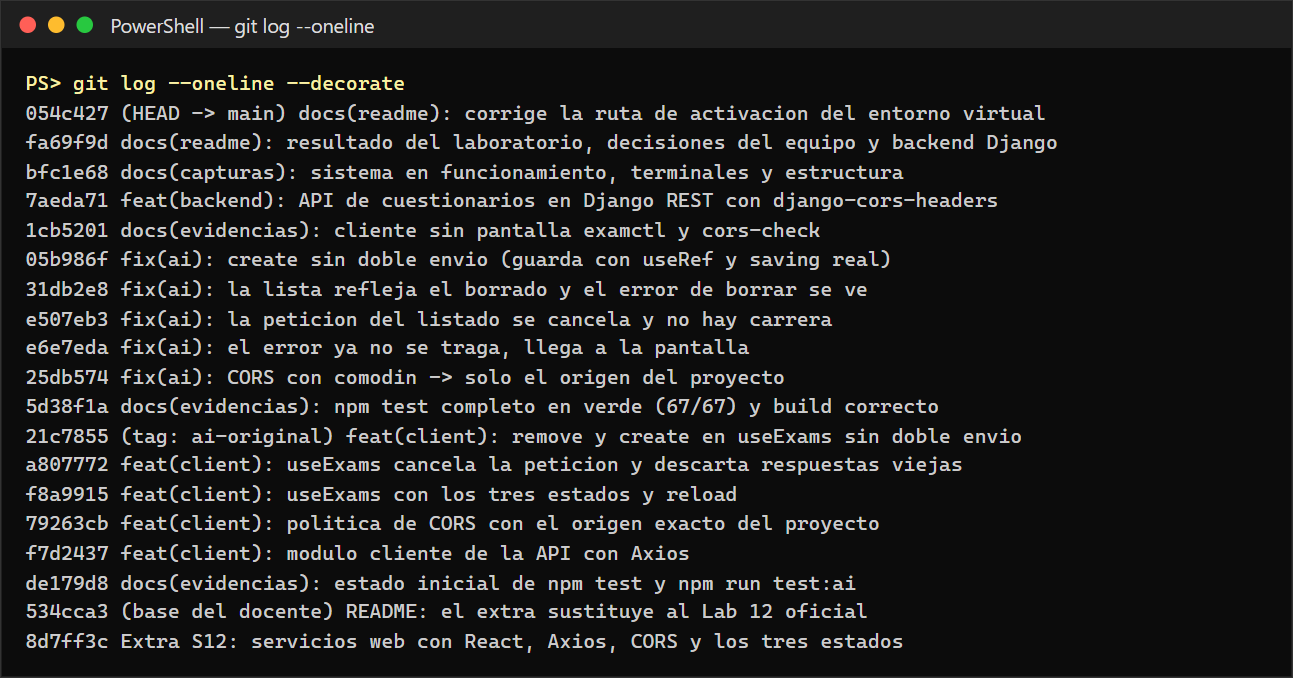 PowerShell — git log --oneline
PS> git log --oneline --decorate
054c427 (HEAD -> main) docs(readme): corrige la ruta de activacion del entorno virtual
fa69f9d docs(readme): resultado del laboratorio, decisiones del equipo y backend Django
bfc1e68 docs(capturas): sistema en funcionamiento, terminales y estructura
7aeda71 feat(backend): API de cuestionarios en Django REST con django-cors-headers
1cb5201 docs(evidencias): cliente sin pantalla examctl y cors-check
05b986f fix(ai): create sin doble envio (guarda con useRef y saving real)
31db2e8 fix(ai): la lista refleja el borrado y el error de borrar se ve
e507eb3 fix(ai): la peticion del listado se cancela y no hay carrera
e6e7eda fix(ai): el error ya no se traga, llega a la pantalla
25db574 fix(ai): CORS con comodin -> solo el origen del proyecto
5d38f1a docs(evidencias): npm test completo en verde (67/67) y build correcto
21c7855 (tag: ai-original) feat(client): remove y create en useExams sin doble envio
a807772 feat(client): useExams cancela la peticion y descarta respuestas viejas
f8a9915 feat(client): useExams con los tres estados y reload
79263cb feat(client): politica de CORS con el origen exacto del proyecto
f7d2437 feat(client): modulo cliente de la API con Axios
de179d8 docs(evidencias): estado inicial de npm test y npm run test:ai
534cca3 (base del docente) README: el extra sustituye al Lab 12 oficial
8d7ff3c Extra S12: servicios web con React, Axios, CORS y los tres estados